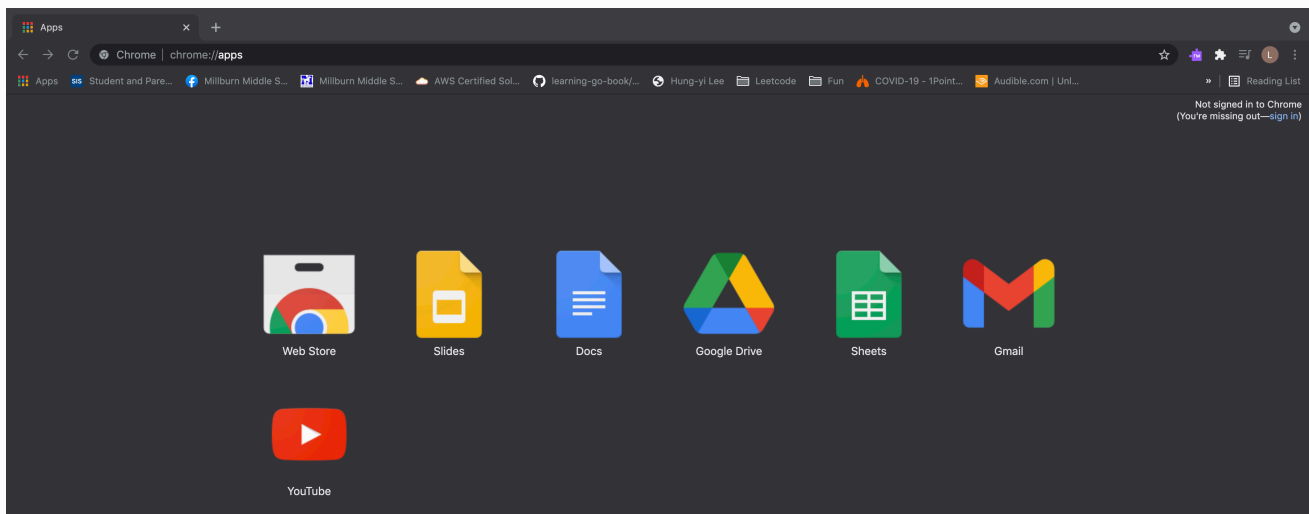 Apps
Chrome | chrome://apps
Apps SIS Student and Pare... Millburn Middle S... Millburn Middle S... AWS Certified Sol... learning-go-book/... Hung-yi Lee Leetcode Fun COVID-19 - 1Point... Audible.com | Unl... » Reading List
Not signed in to Chrome
(You're missing out—sign in)
Web Store Slides Docs Google Drive Sheets Gmail
YouTube